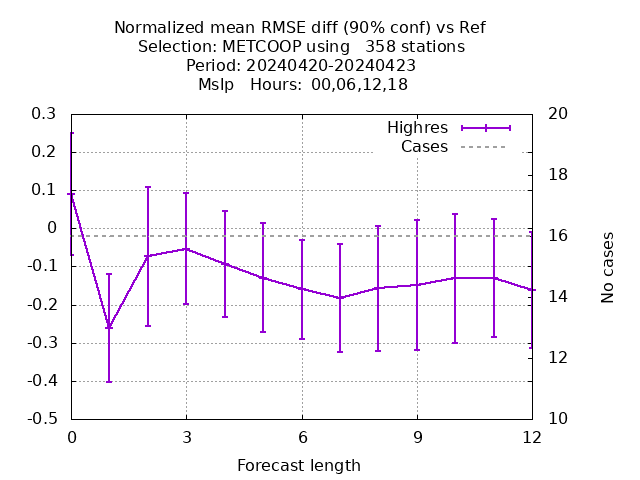 Normalized mean RMSE diff (90% conf) vs Ref
Selection: METCOOP using   358 stations
Period: 20240420-20240423
Mslp   Hours: 00,06,12,18
Highres
Cases
0.3
0.2
0.1
0
-0.1
-0.2
-0.3
-0.4
-0.5
20
18
16
14
12
10
No cases
0 3 6 9 12
Forecast length